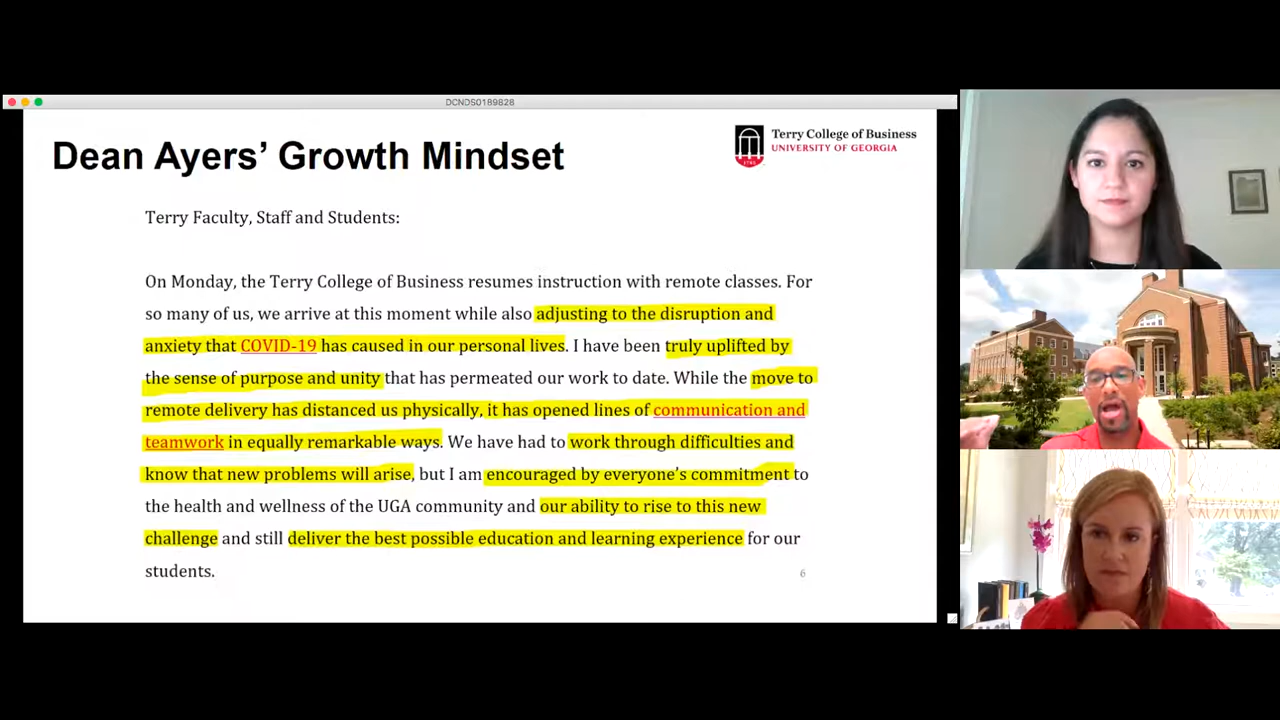 DCNDS0189828
Dean Ayers’ Growth Mindset
Terry College of Business
UNIVERSITY OF GEORGIA
1785
Terry Faculty, Staff and Students:
On Monday, the Terry College of Business resumes instruction with remote classes. For
so many of us, we arrive at this moment while also adjusting to the disruption and
anxiety that COVID-19 has caused in our personal lives. I have been truly uplifted by
the sense of purpose and unity that has permeated our work to date. While the move to
remote delivery has distanced us physically, it has opened lines of communication and
teamwork in equally remarkable ways. We have had to work through difficulties and
know that new problems will arise, but I am encouraged by everyone’s commitment to
the health and wellness of the UGA community and our ability to rise to this new
challenge and still deliver the best possible education and learning experience for our
students.
6